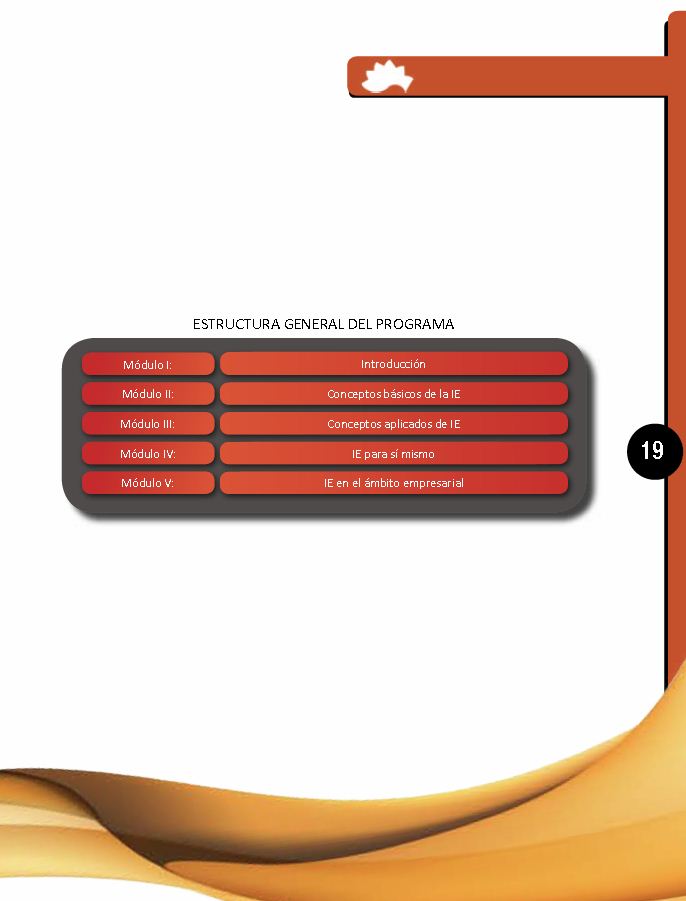 ESTRUCTURA GENERAL DEL PROGRAMA
Módulo I: Introducción
Módulo II: Conceptos básicos de la IE
Módulo III: Conceptos aplicados de IE
Módulo IV: IE para sí mismo
Módulo V: IE en el ámbito empresarial
19